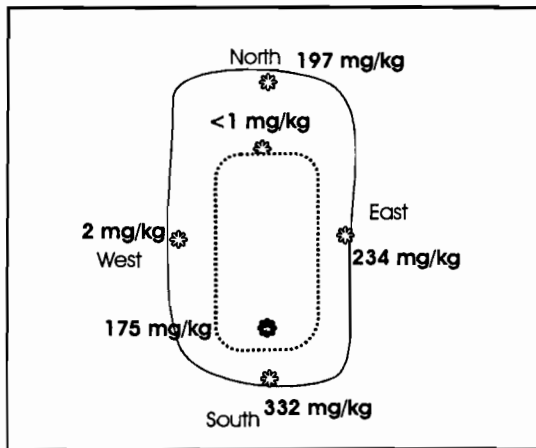 North 197 mg/kg
<1 mg/kg
East
2 mg/kg
West
234 mg/kg
175 mg/kg
South 332 mg/kg